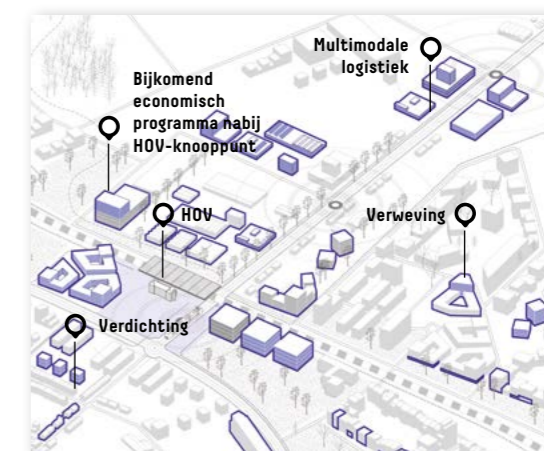 Multimodale
logistiek
Bijkomend
economisch
programma nabij
HOV-knooppunt
HOV
Verweving
Verdichting